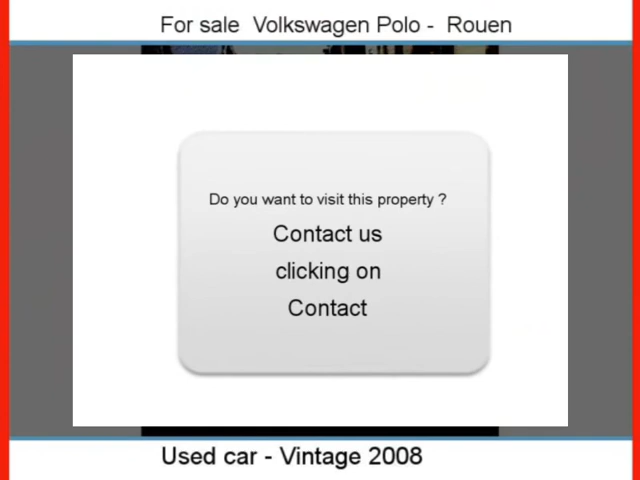 For sale Volkswagen Polo - Rouen
Do you want to visit this property ?
Contact us
clicking on
Contact
Used car - Vintage 2008